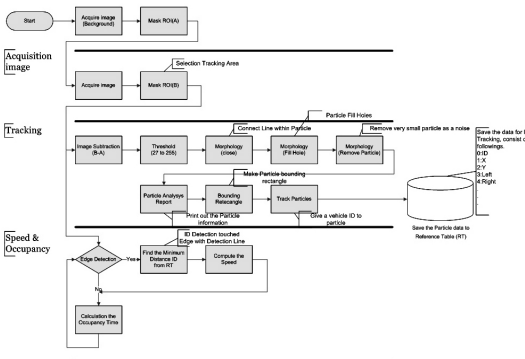 Start
Acquire image
(Background)
Mask ROI(A)
Acquisition
image
Selection Tracking Area
Acquire image
Mask ROI(B)
Particle Fill Holes
Tracking
Connect Line within Particle
Remove very small particle as a noise
Image Subtraction
(B-A)
Threshold
(27 to 255)
Morphology
(close)
Morphology
(Fill Hole)
Morphology
(Remove Particle)
Save the data for
Tracking, consist o
followings.
0:ID
1:X
2:Y
3:Left
4:Right
Make Particle bounding
rectangle
Particle Analysys
Report
Bounding
Retacangle
Track Particles
Print out the Particle
information
Give a vehicle ID to
particle
Save the Particle data to
Reference Table (RT)
Speed &
Occupancy
ID Detection touched
Edge with Detection Line
Edge Detection
Yes
Find the Minimum
Distance ID
from RT
Compute the
Speed
No
Calculation the
Occupancy Time